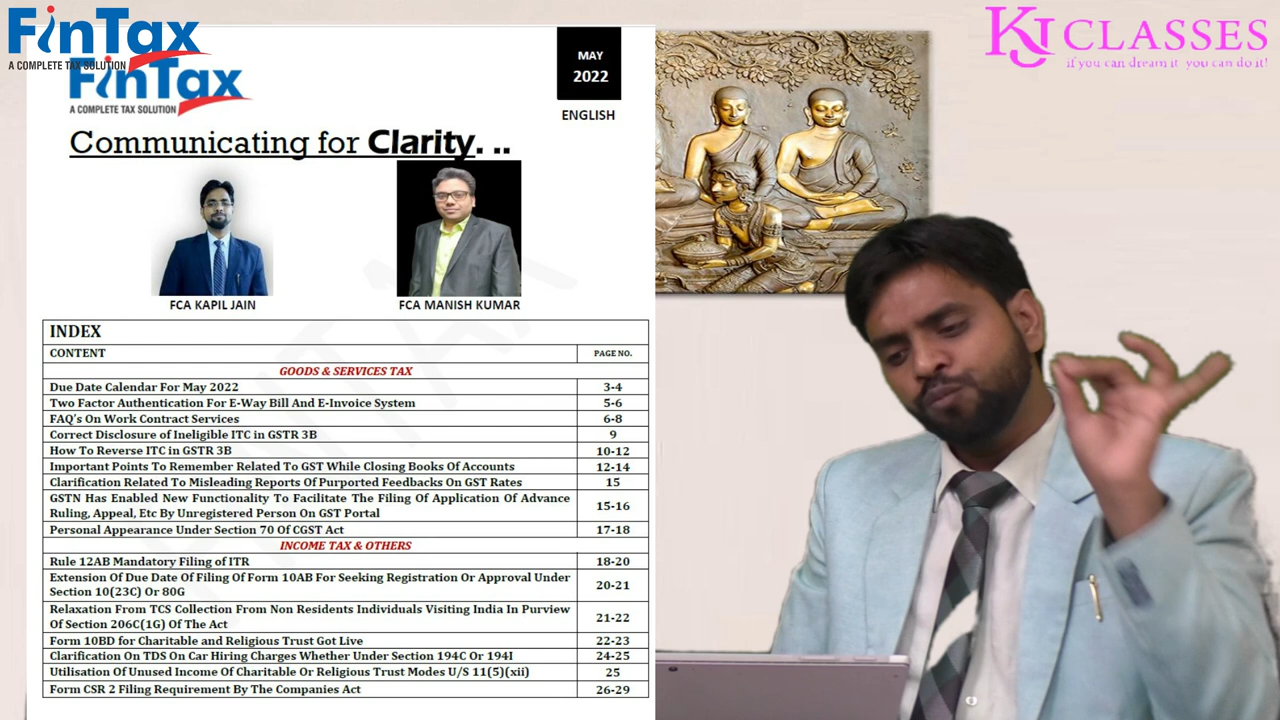 FinTax
A COMPLETE TAX SOLUTION
KJ CLASSES
if you can dream it you can do it!
FinTax
A COMPLETE TAX SOLUTION
MAY
2022
ENGLISH
Communicating for Clarity. ..
FCA KAPIL JAIN
FCA MANISH KUMAR
INDEX
CONTENT PAGE NO.
GOODS & SERVICES TAX
Due Date Calendar For May 2022 3-4
Two Factor Authentication For E-Way Bill And E-Invoice System 5-6
FAQ's On Work Contract Services 6-8
Correct Disclosure of Ineligible ITC in GSTR 3B 9
How To Reverse ITC in GSTR 3B 10-12
Important Points To Remember Related To GST While Closing Books Of Accounts 12-14
Clarification Related To Misleading Reports Of Purported Feedbacks On GST Rates 15
GSTN Has Enabled New Functionality To Facilitate The Filing Of Application Of Advance
Ruling, Appeal, Etc By Unregistered Person On GST Portal 15-16
Personal Appearance Under Section 70 Of CGST Act 17-18
INCOME TAX & OTHERS
Rule 12AB Mandatory Filing of ITR 18-20
Extension Of Due Date Of Filing Of Form 10AB For Seeking Registration Or Approval Under
Section 10(23C) Or 80G 20-21
Relaxation From TCS Collection From Non Residents Individuals Visiting India In Purview
Of Section 206C(1G) Of The Act 21-22
Form 10BD for Charitable and Religious Trust Got Live 22-23
Clarification On TDS On Car Hiring Charges Whether Under Section 194C Or 194I 24-25
Utilisation Of Unused Income Of Charitable Or Religious Trust Modes U/S 11(5)(xii) 25
Form CSR 2 Filing Requirement By The Companies Act 26-29